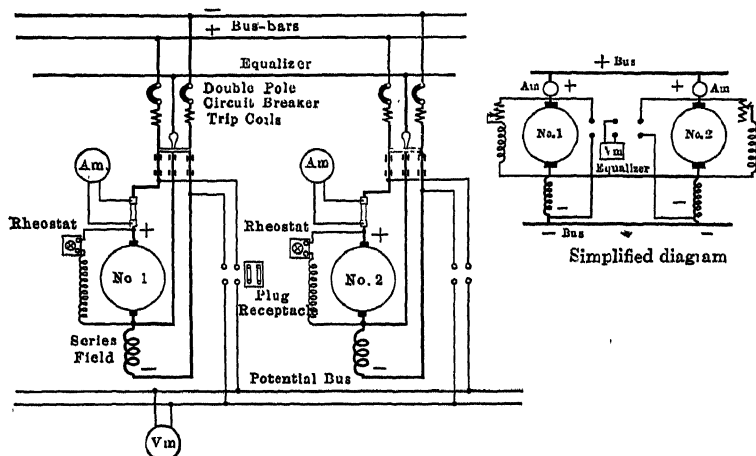 −
+ Bus-bars
Equalizer
Double Pole
Circuit Breaker
Trip Coils
Am.
Am
Rheostat
+
Rheostat
+
No 1
No. 2
Plug
Receptacle
Series
Field
−
−
Potential Bus
Vm
+ Bus
Am + + Am
No. 1 No. 2
Vm
Equalizer
− −
− Bus −
Simplified diagram